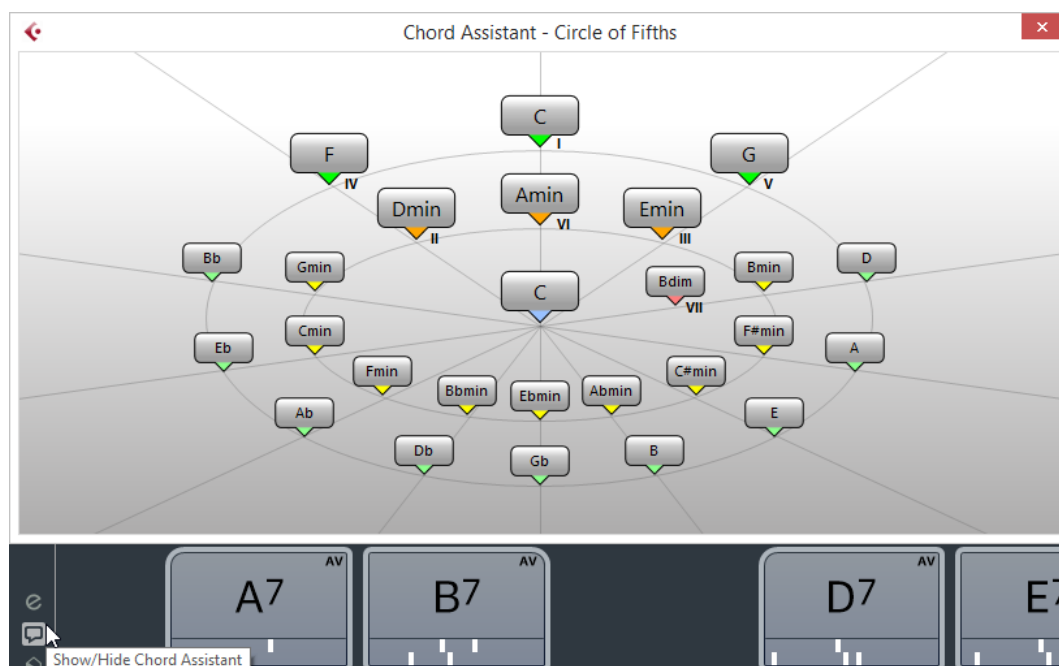 Chord Assistant - Circle of Fifths
C
I
F
IV
G
V
Amin
VI
Dmin
II
Emin
III
Bb
Gmin
Bmin
D
Bdim
VII
C
Cmin
F#min
Eb
A
Fmin
C#min
Bbmin
Ebmin
Abmin
Ab
E
Db
Gb
B
AV
AV
AV
A7
B7
D7
E7
Show/Hide Chord Assistant